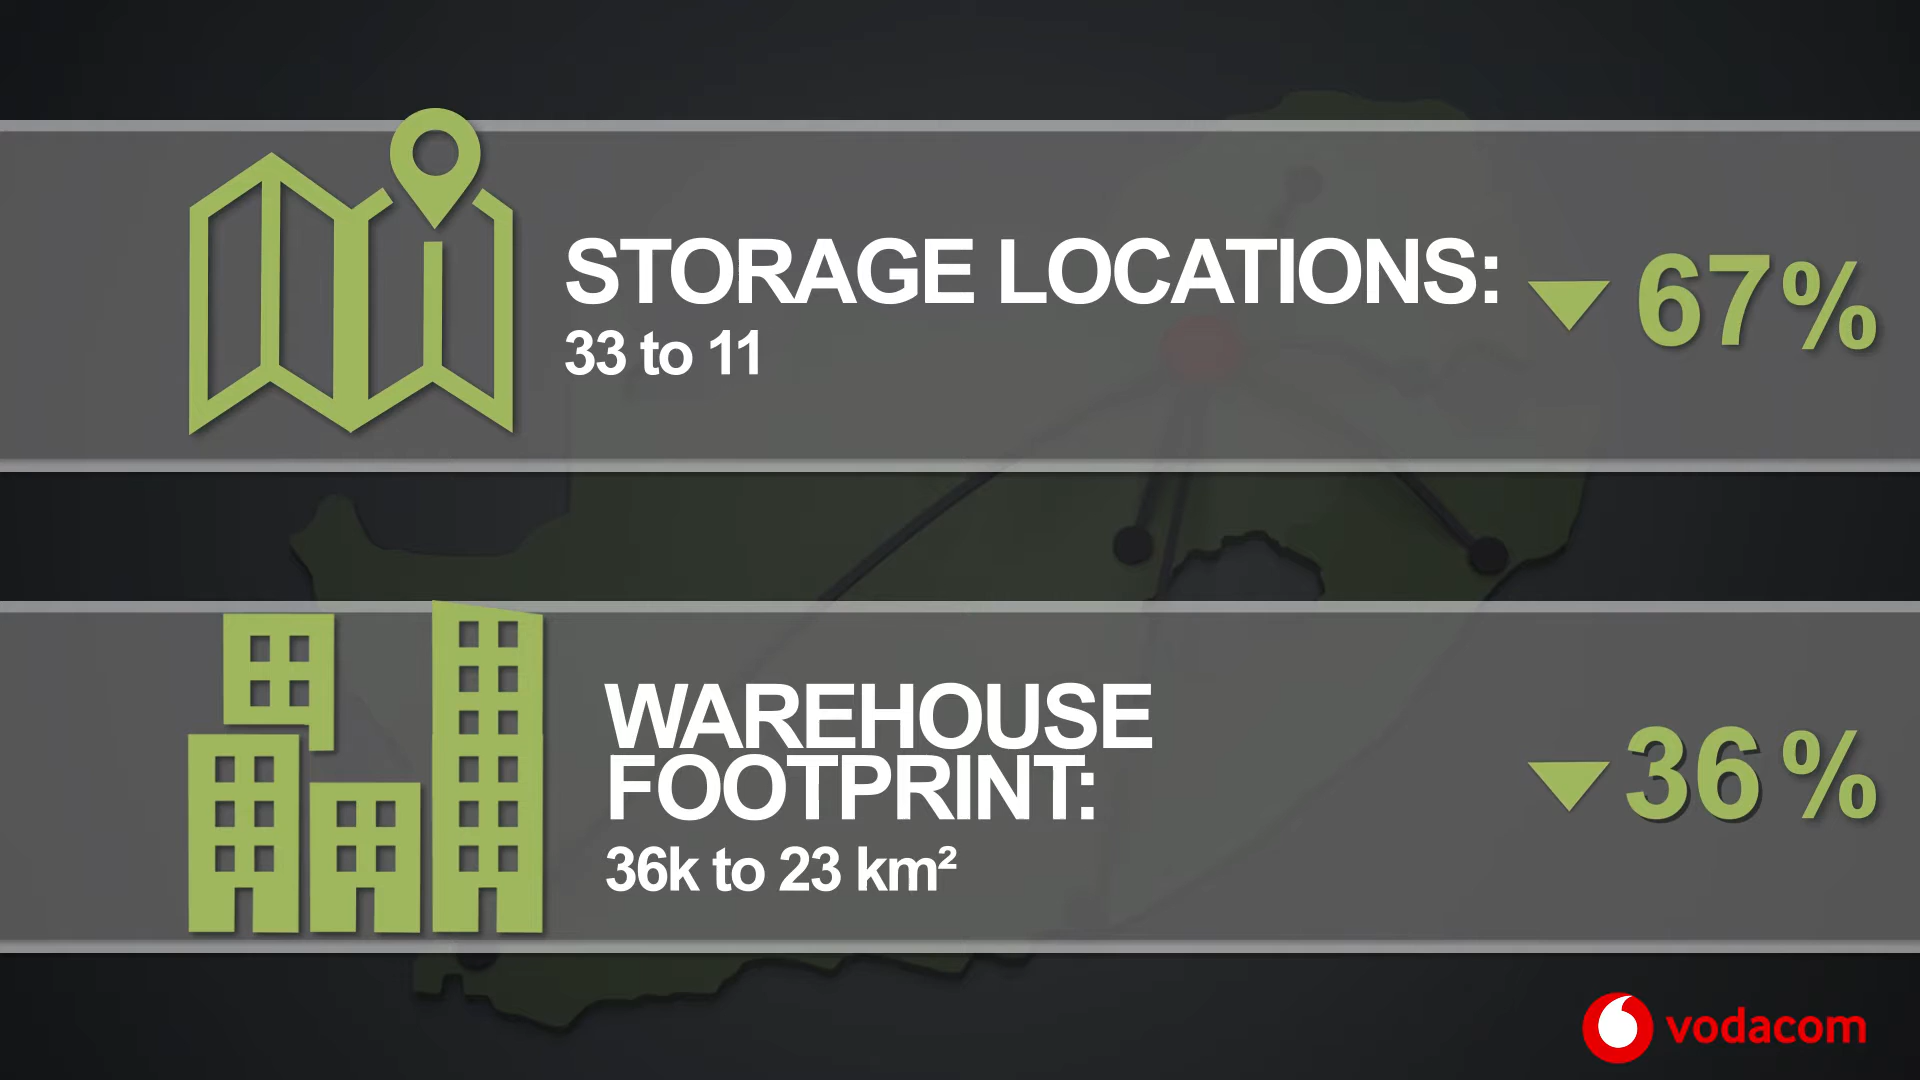 STORAGE LOCATIONS:
33 to 11
▼ 67%
WAREHOUSE
FOOTPRINT:
36k to 23 km²
▼ 36%
vodacom